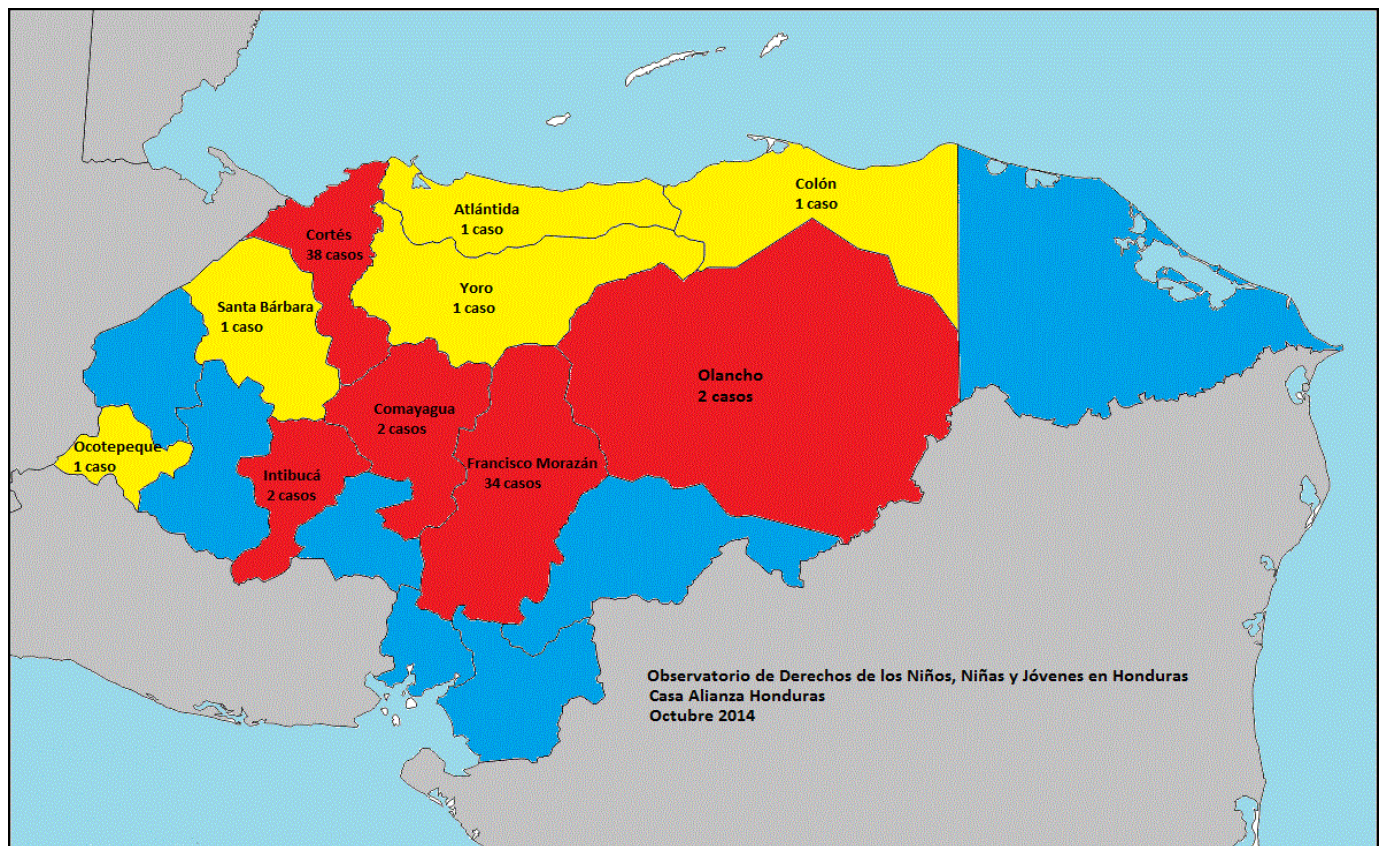 Colón
1 caso
Atlántida
1 caso
Cortés
38 casos
Yoro
1 caso
Santa Bárbara
1 caso
Olancho
2 casos
Comayagua
2 casos
Ocotepeque
1 caso
Francisco Morazán
34 casos
Intibucá
2 casos
Observatorio de Derechos de los Niños, Niñas y Jóvenes en Honduras
Casa Alianza Honduras
Octubre 2014